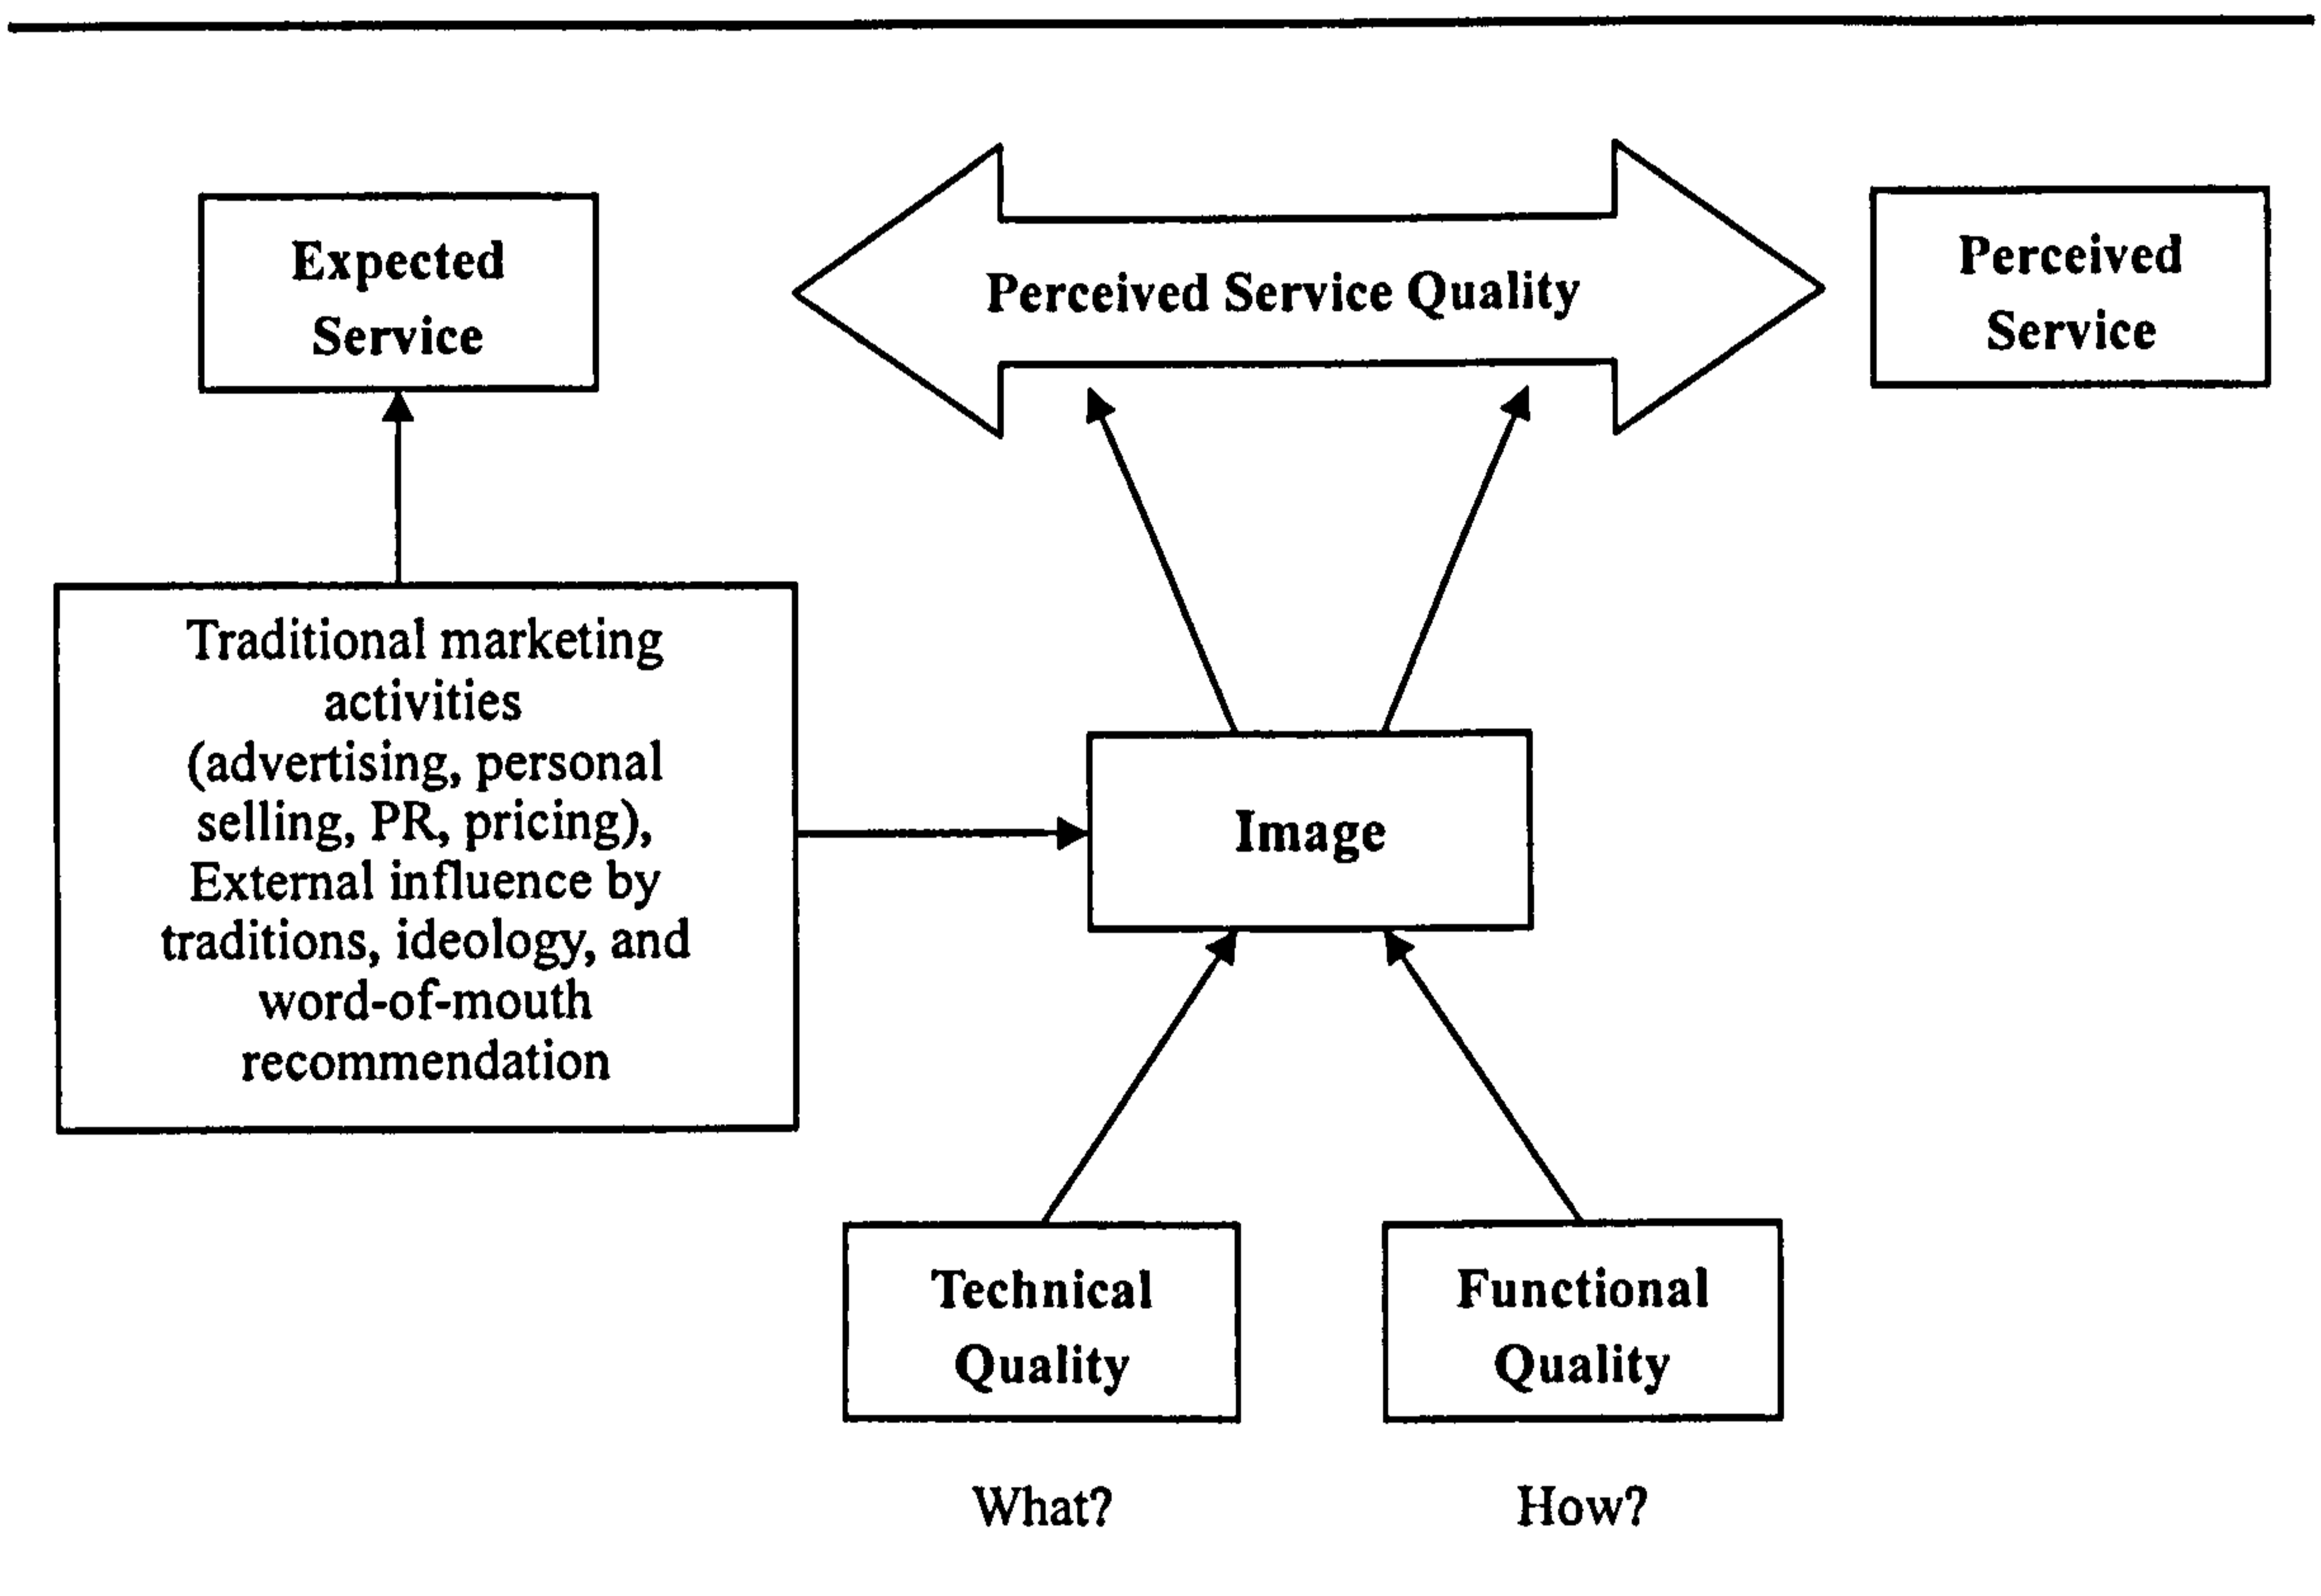 Expected
Service
Perceived Service Quality
Perceived
Service
Traditional marketing
activities
(advertising, personal
selling, PR, pricing),
External influence by
traditions, ideology, and
word-of-mouth
recommendation
Image
Technical
Quality
Functional
Quality
What?
How?